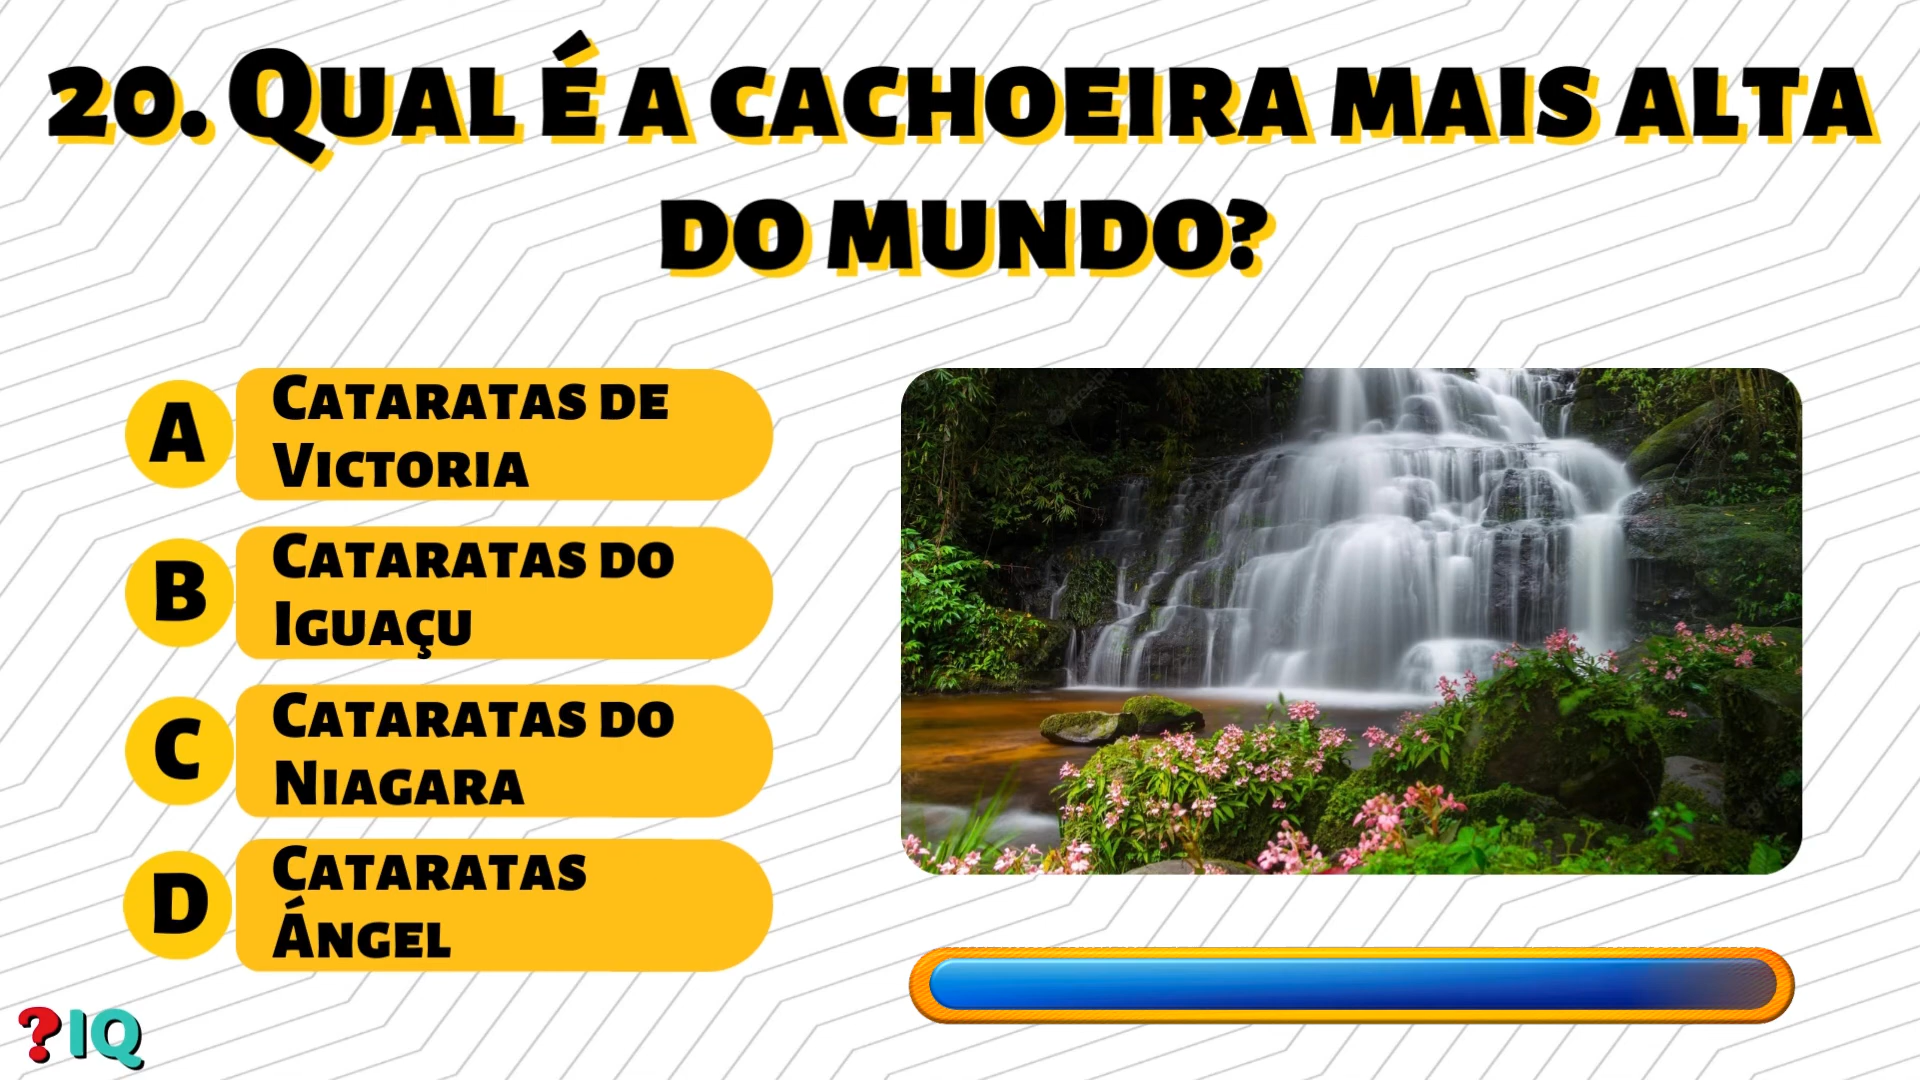 20. Qual é a cachoeira mais alta
do mundo?
A
Cataratas de
Victoria
B
Cataratas do
Iguaçu
C
Cataratas do
Niagara
D
Cataratas
Ángel
?IQ